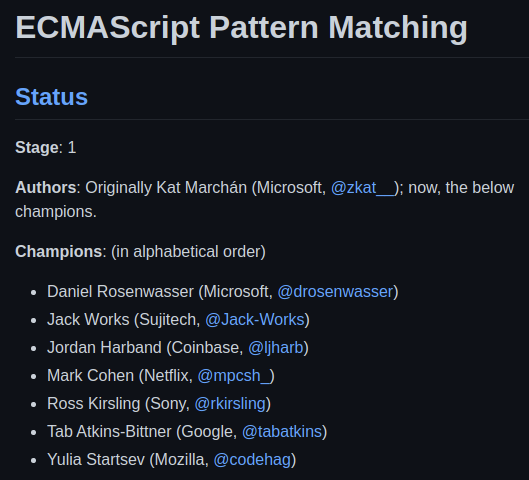 ECMAScript Pattern Matching
Status
Stage: 1
Authors: Originally Kat Marchán (Microsoft, @zkat__); now, the below
champions.
Champions: (in alphabetical order)
• Daniel Rosenwasser (Microsoft, @drosenwasser)
• Jack Works (Sujitech, @Jack-Works)
• Jordan Harband (Coinbase, @ljharb)
• Mark Cohen (Netflix, @mpcsh_)
• Ross Kirsling (Sony, @rkirsling)
• Tab Atkins-Bittner (Google, @tabatkins)
• Yulia Startsev (Mozilla, @codehag)